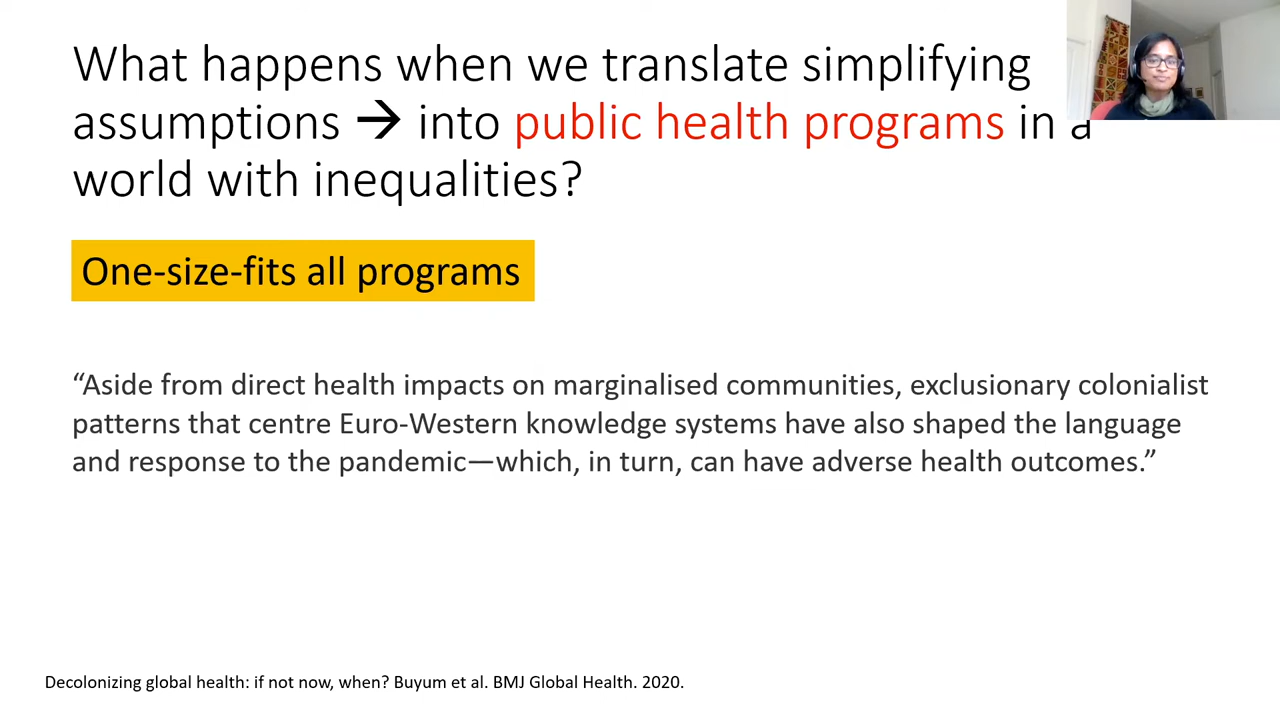 What happens when we translate simplifying
assumptions → into public health programs in a
world with inequalities?
One-size-fits all programs
“Aside from direct health impacts on marginalised communities, exclusionary colonialist
patterns that centre Euro-Western knowledge systems have also shaped the language
and response to the pandemic—which, in turn, can have adverse health outcomes.”
Decolonizing global health: if not now, when? Buyum et al. BMJ Global Health. 2020.